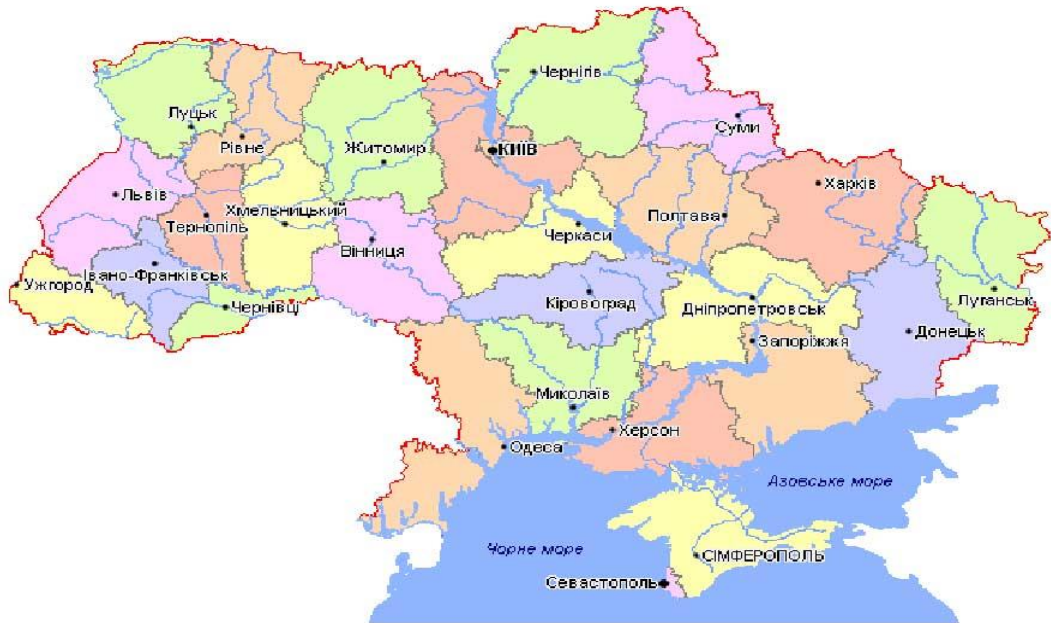 Чернігів
Луцьк
Суми
Рівне
КИЇВ
Житомир
Харків
Львів
Хмельницький
Полтава
Тернопіль
Черкаси
Вінниця
Івано-Франківськ
Ужгород
Луганськ
Кіровоград
Чернівці
Дніпропетровськ
Донецьк
Запоріжжя
Миколаїв
Херсон
Одеса
Азовське море
Чорне море
СІМФЕРОПОЛЬ
Севастополь